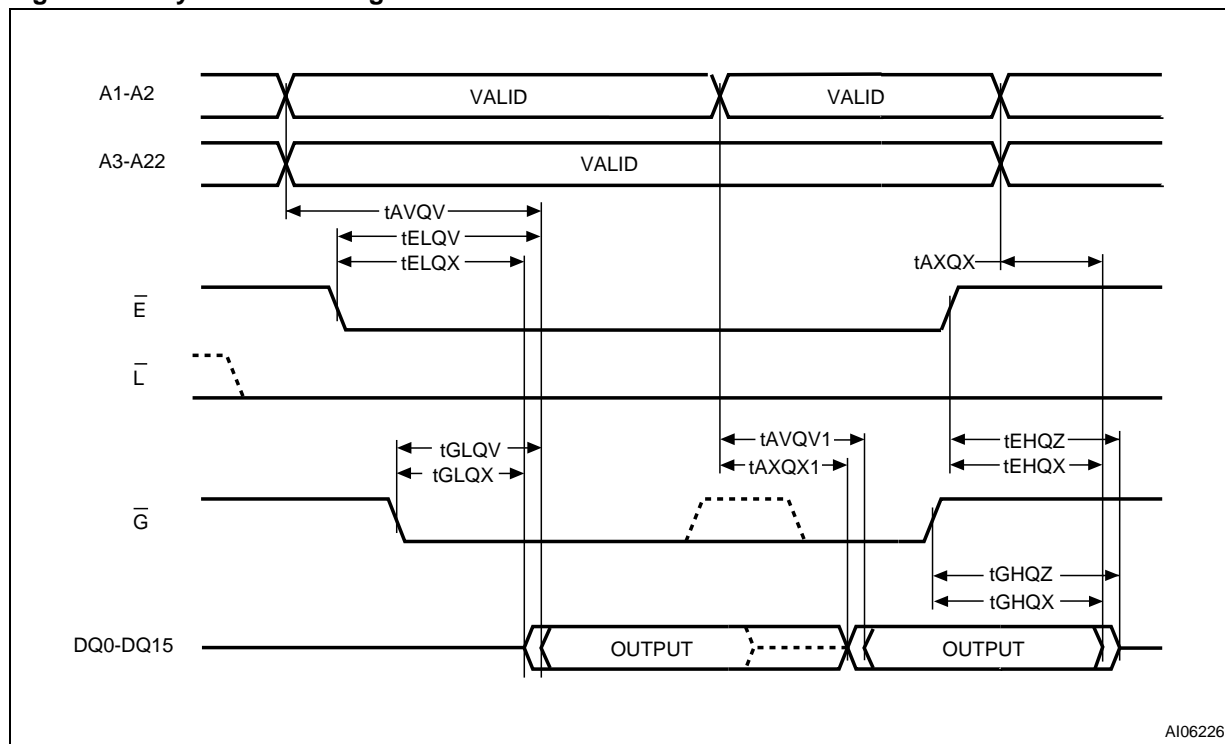 A1-A2 VALID VALID
A3-A22 VALID
tAVQV
tELQV
tELQX tAXQX
E̅
L̅
tGLQV tAVQV1 tEHQZ
tGLQX tAXQX1 tEHQX
G̅
tGHQZ
tGHQX
DQ0-DQ15 OUTPUT OUTPUT
AI06226